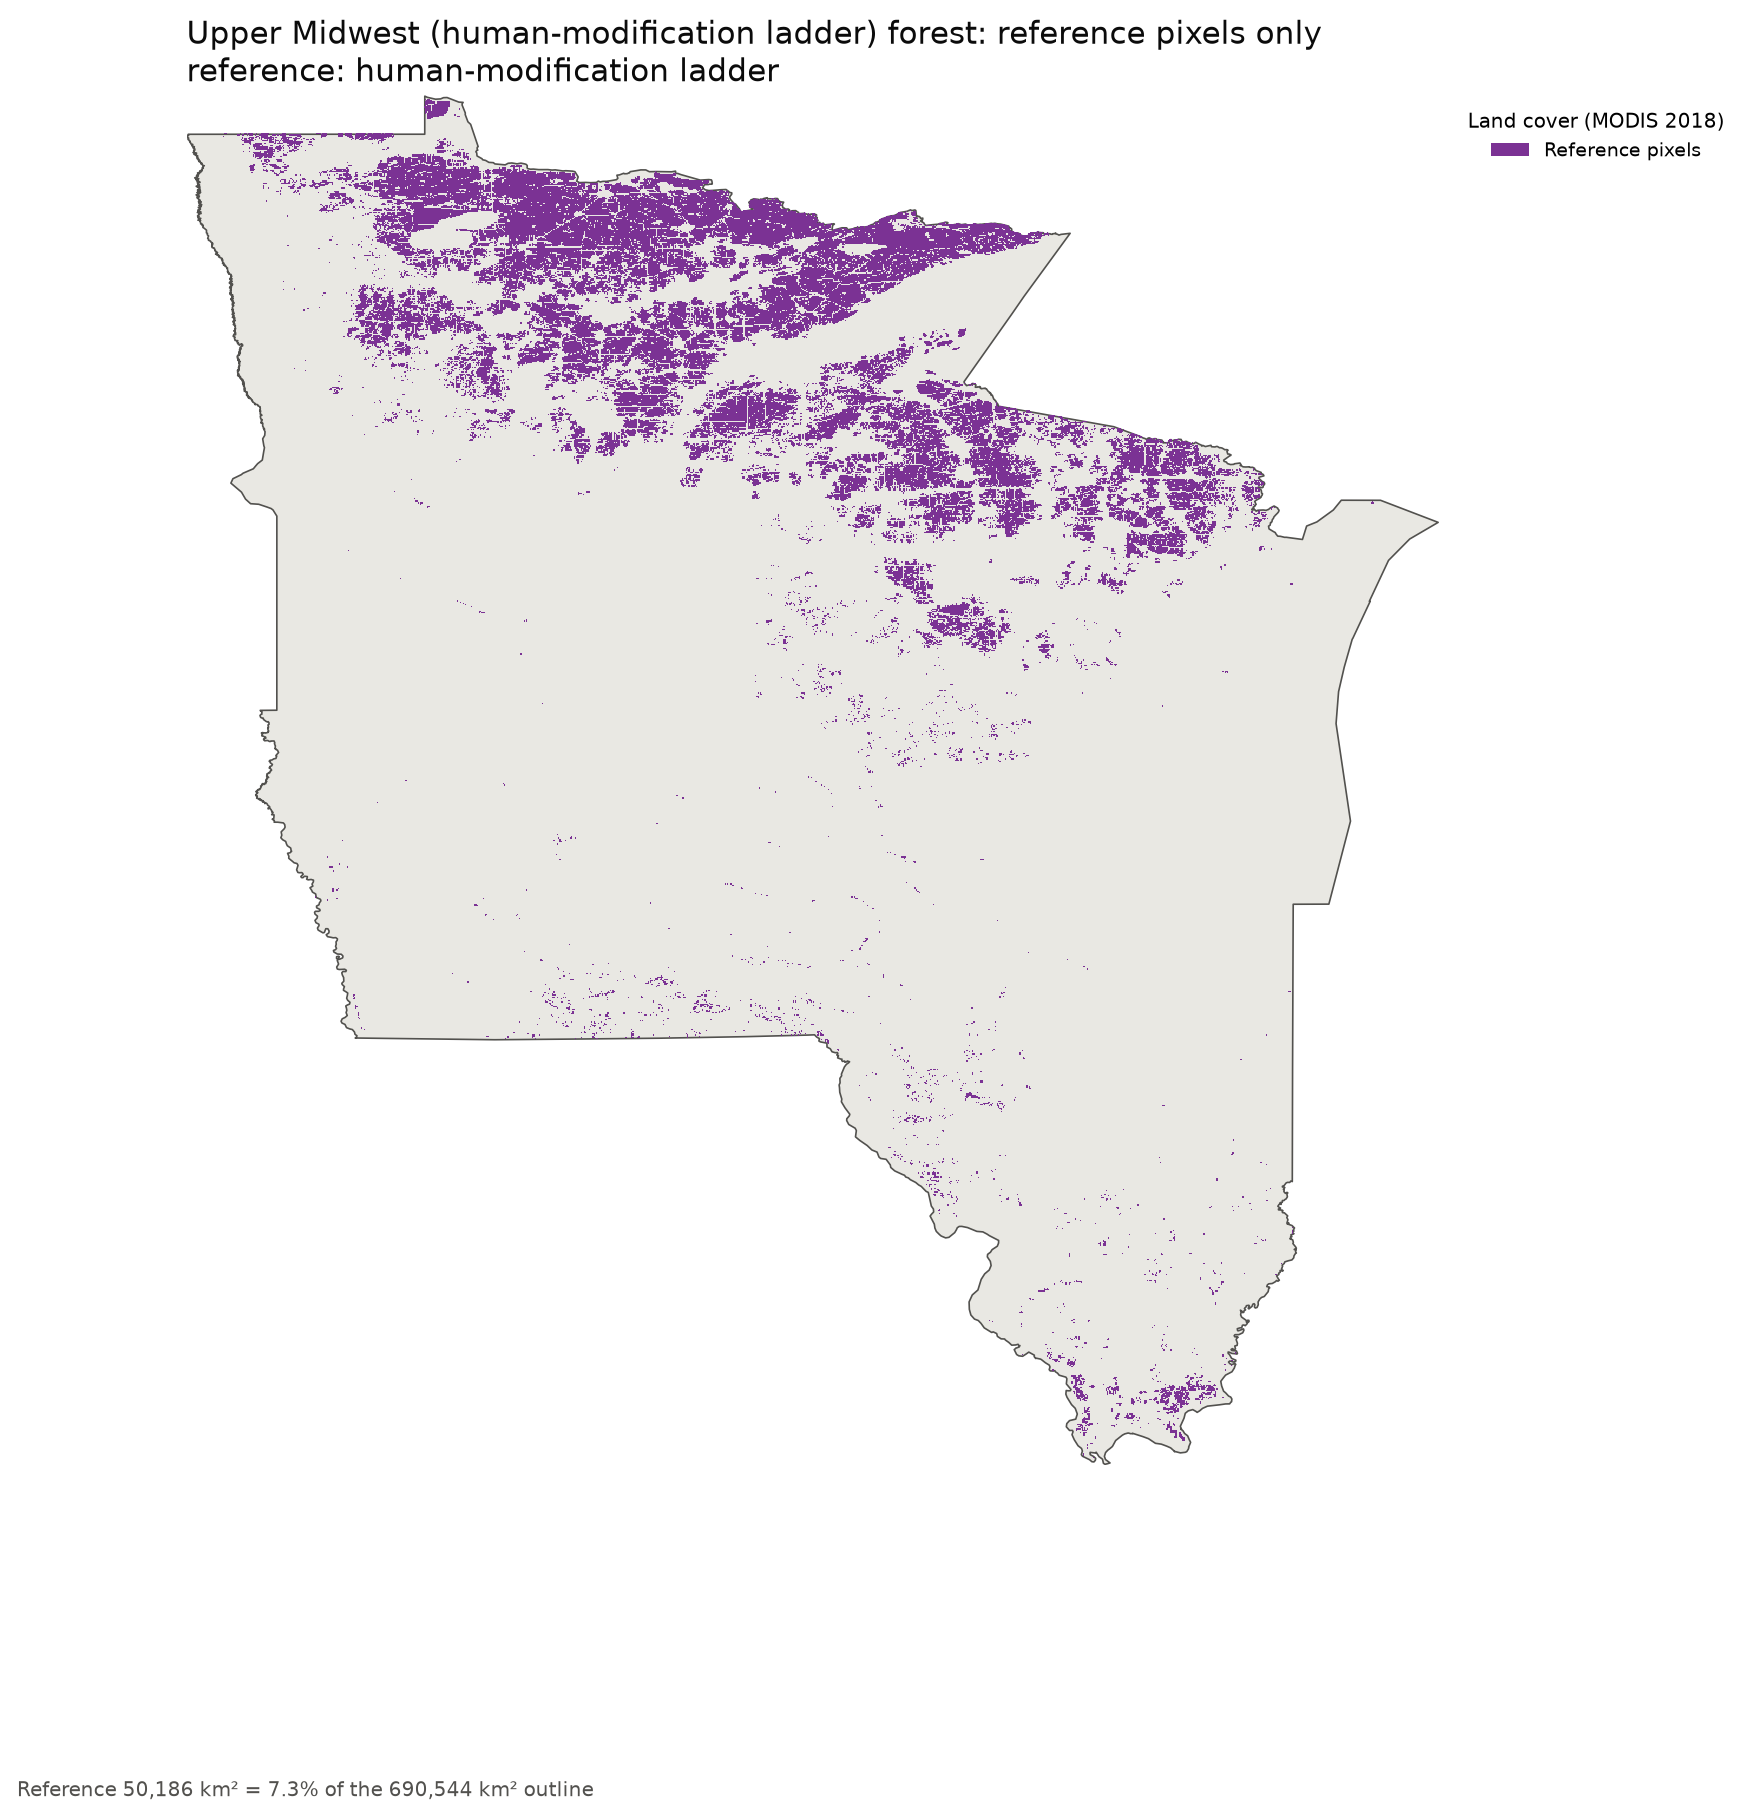 Upper Midwest (human-modification ladder) forest: reference pixels only
reference: human-modification ladder
Land cover (MODIS 2018)
Reference pixels
Reference 50,186 km² = 7.3% of the 690,544 km² outline